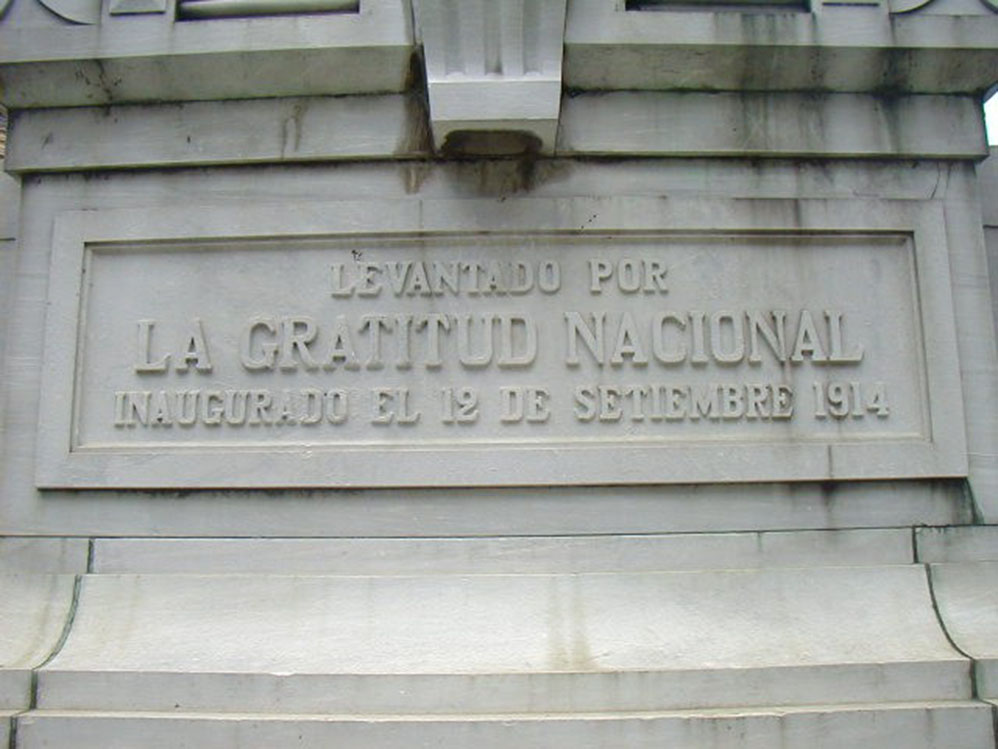 LEVANTADO POR
LA GRATITUD NACIONAL
INAUGURADO EL 12 DE SETIEMBRE 1914